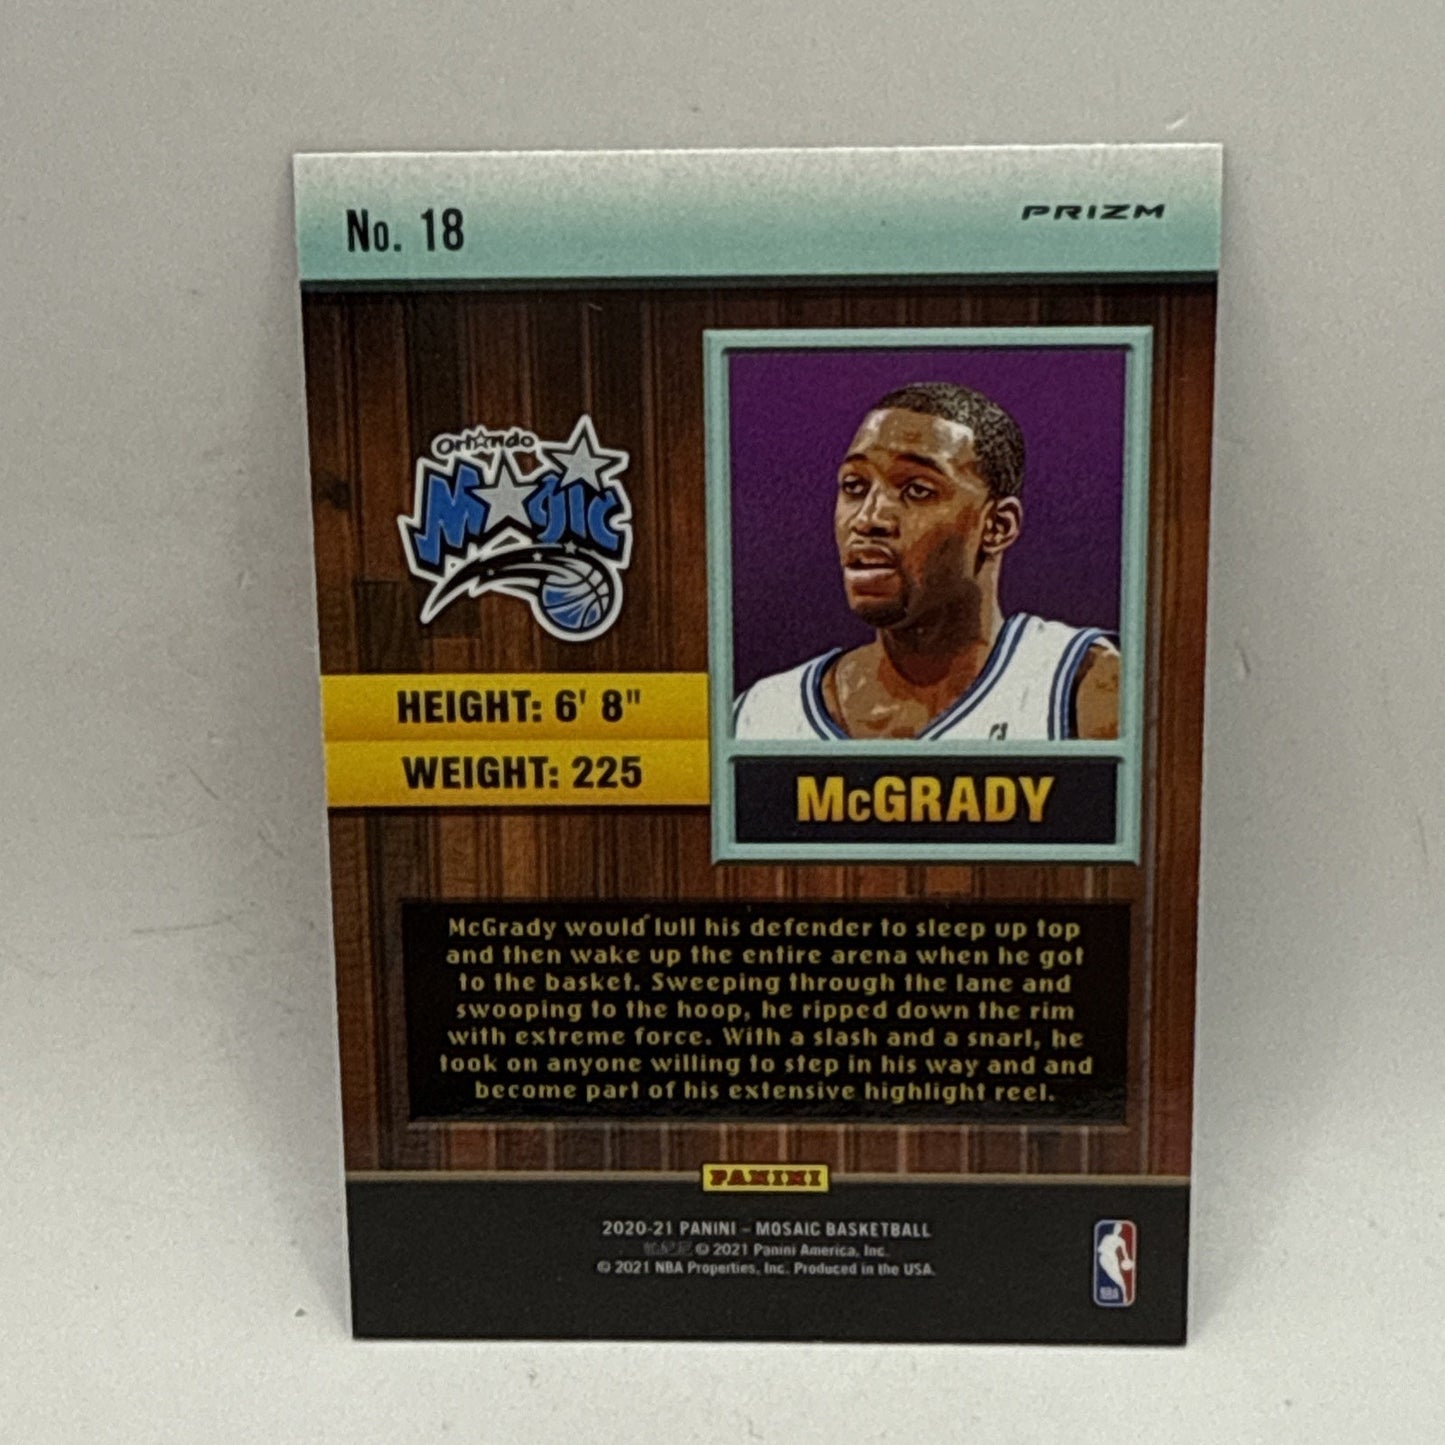 No. 18
PRIZM
Orlando
Magic
HEIGHT: 6' 8"
WEIGHT: 225
McGRADY
McGrady would lull his defender to sleep up top
and then wake up the entire arena when he got
to the basket. Sweeping through the lane and
swooping to the hoop, he ripped down the rim
with extreme force. With a slash and a snarl, he
took on anyone willing to step in his way and and
become part of his extensive highlight reel.
PANINI
2020-21 PANINI – MOSAIC BASKETBALL
© 2021 Panini America, Inc.
© 2021 NBA Properties, Inc. Produced in the USA.
NBA